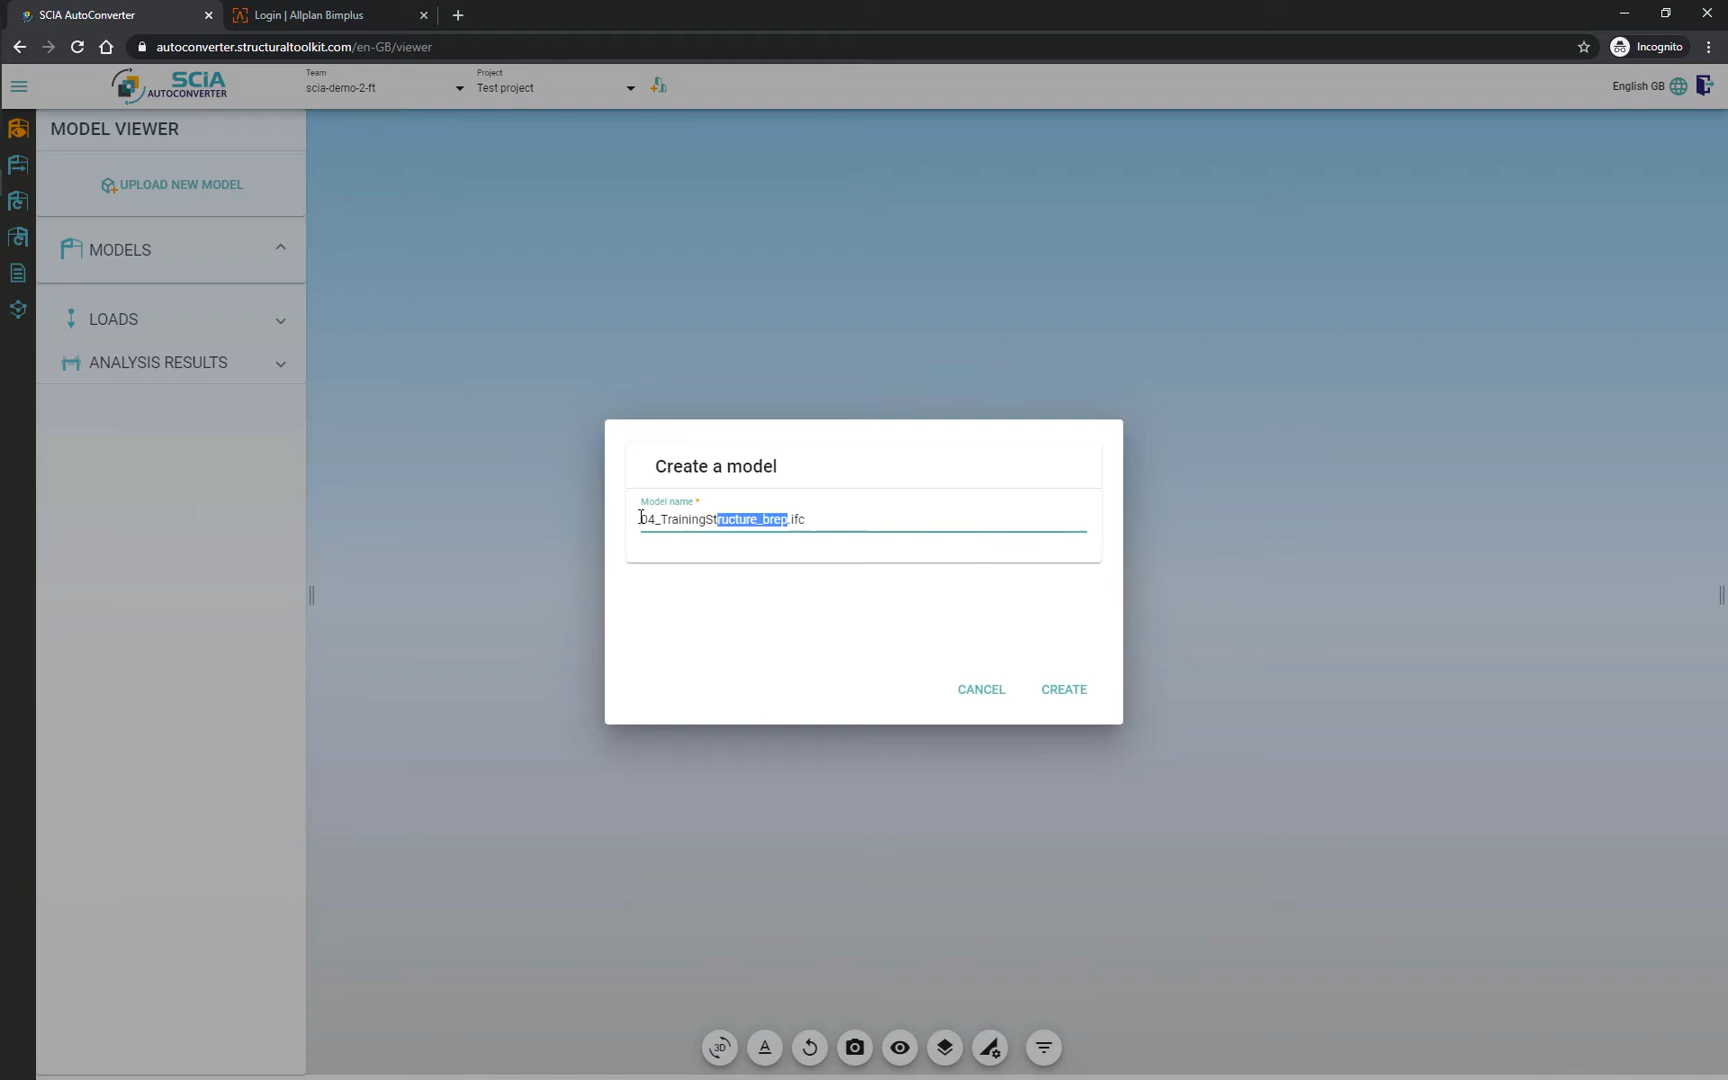 SCIA AutoConverter
Login | Allplan Bimplus
autoconverter.structuraltoolkit.com/en-GB/viewer
Incognito
SCIA
AUTOCONVERTER
Team
scia-demo-2-ft
Project
Test project
English GB
MODEL VIEWER
UPLOAD NEW MODEL
MODELS
LOADS
ANALYSIS RESULTS
Create a model
Model name *
04_TrainingStructure_brep.ifc
CANCEL
CREATE
3D
A